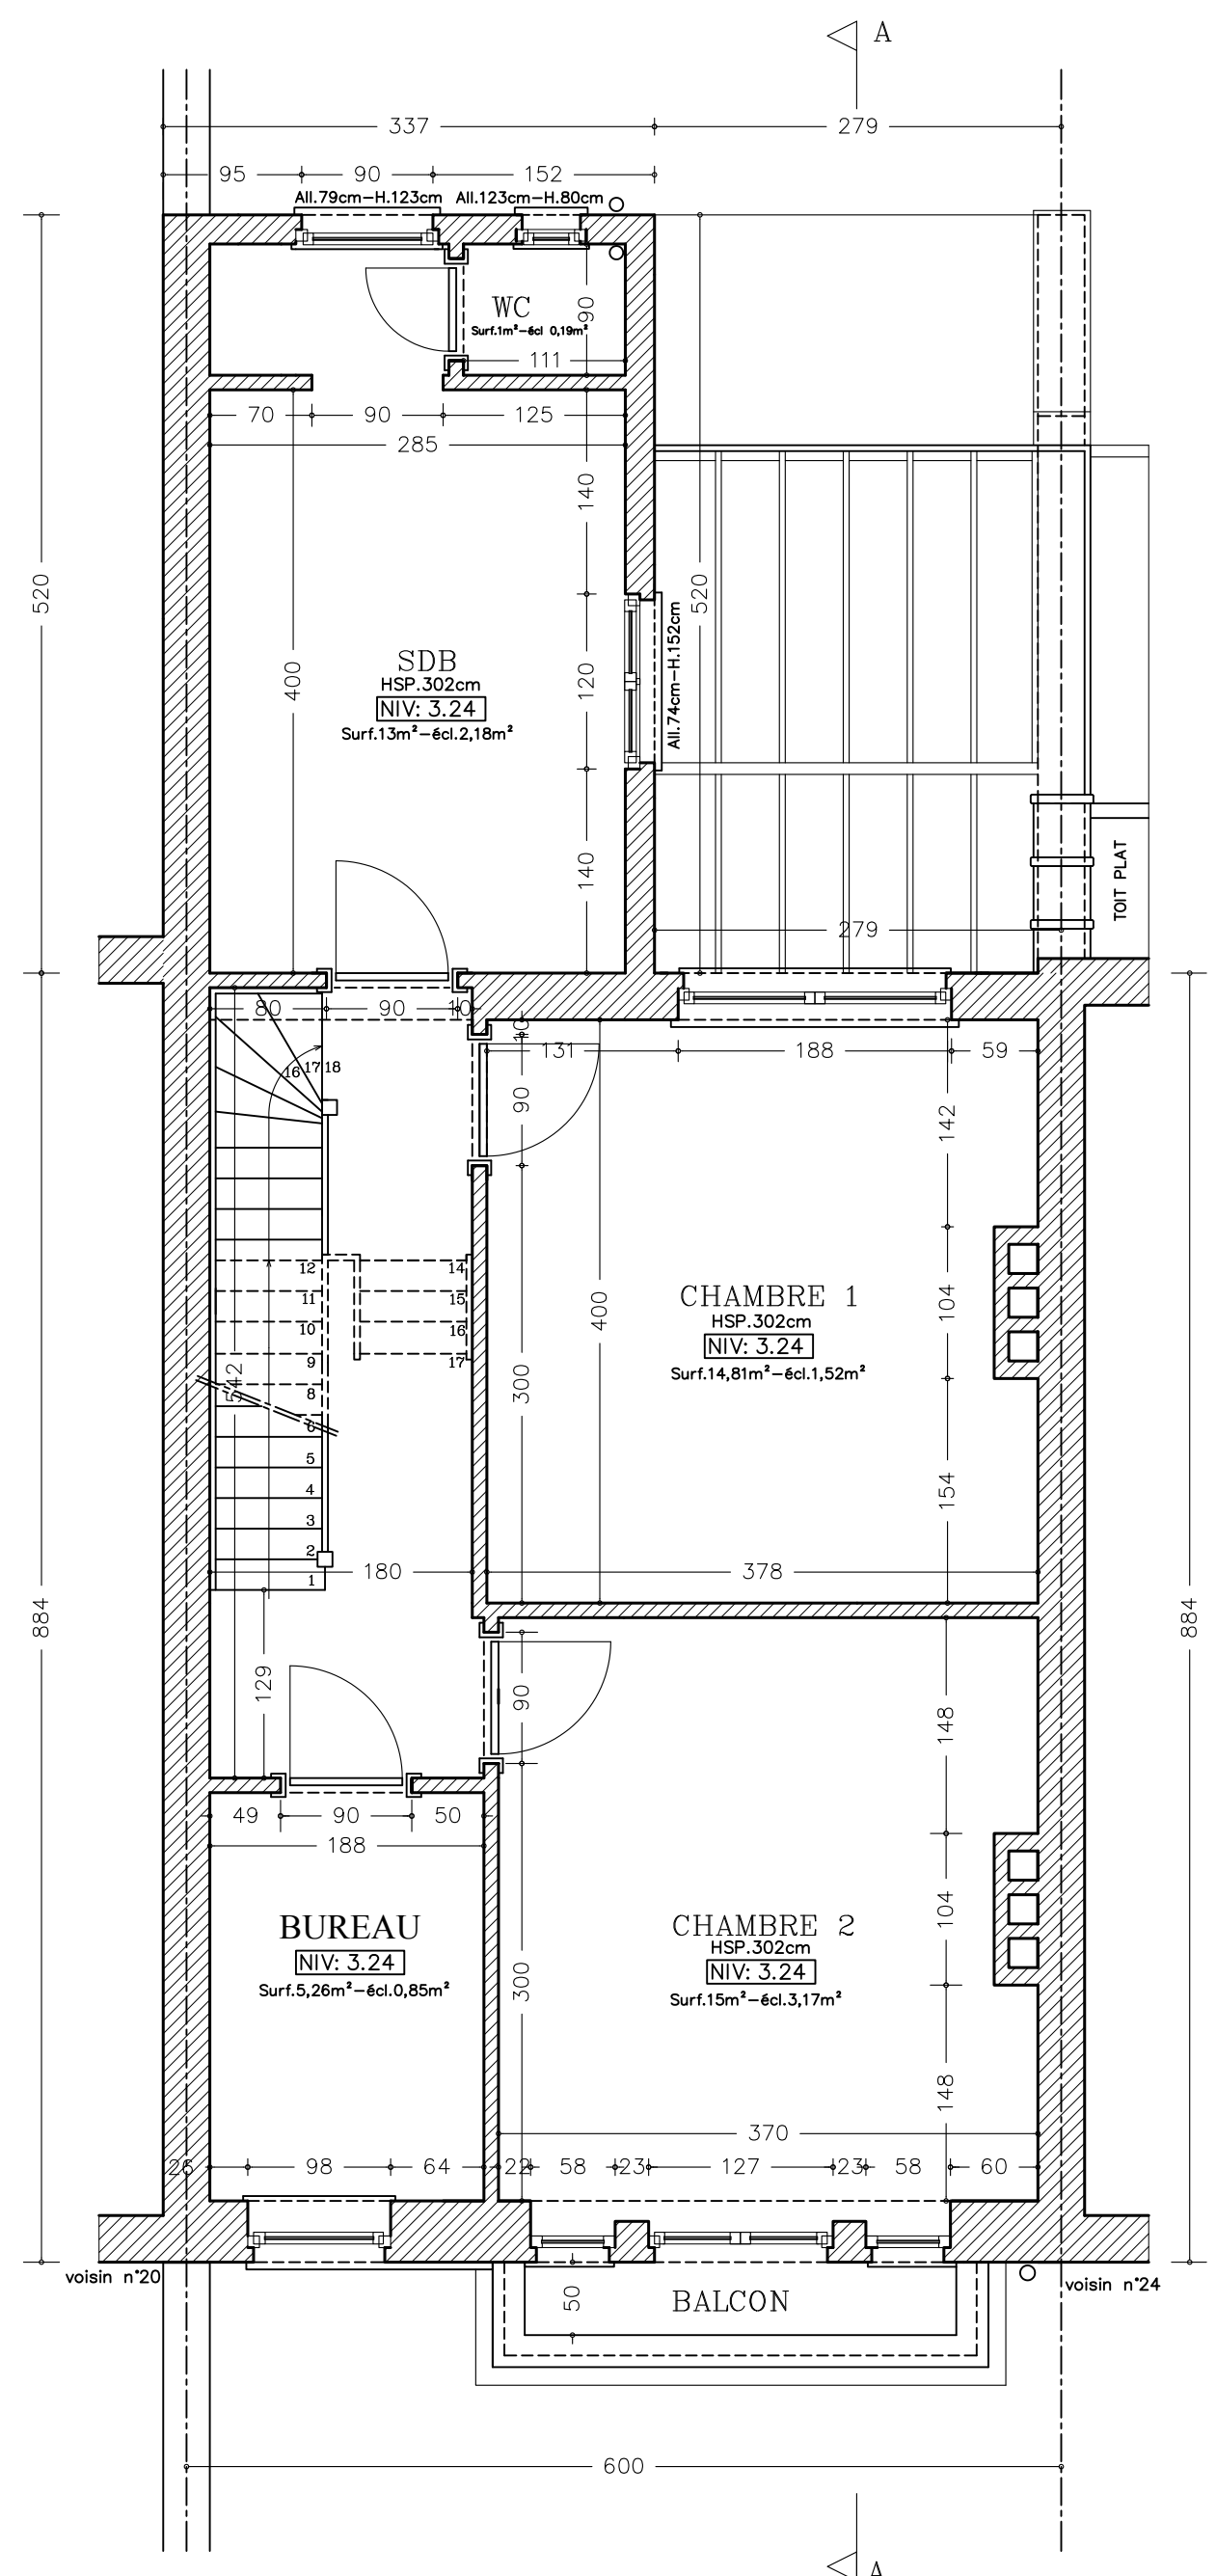 A
337
279
95
90
152
All.79cm-H.123cm
All.123cm-H.80cm
WC
Surf.1m²-écl 0,19m²
90
111
70
90
125
285
140
520
520
All.74cm-H.152cm
SDB
HSP.302cm
NIV: 3.24
Surf.13m²-écl.2,18m²
400
120
140
TOIT PLAT
279
80
90
10
10
131
188
59
16
17
18
90
142
12
14
11
15
10
16
9
17
8
6
5
4
3
2
1
542
CHAMBRE 1
HSP.302cm
NIV: 3.24
Surf.14,81m²-écl.1,52m²
400
300
104
154
180
378
884
884
129
90
148
49
90
50
188
BUREAU
NIV: 3.24
Surf.5,26m²-écl.0,85m²
CHAMBRE 2
HSP.302cm
NIV: 3.24
Surf.15m²-écl.3,17m²
300
104
148
370
26
98
64
22
58
23
127
23
58
60
voisin n°20
voisin n°24
50
BALCON
600
A